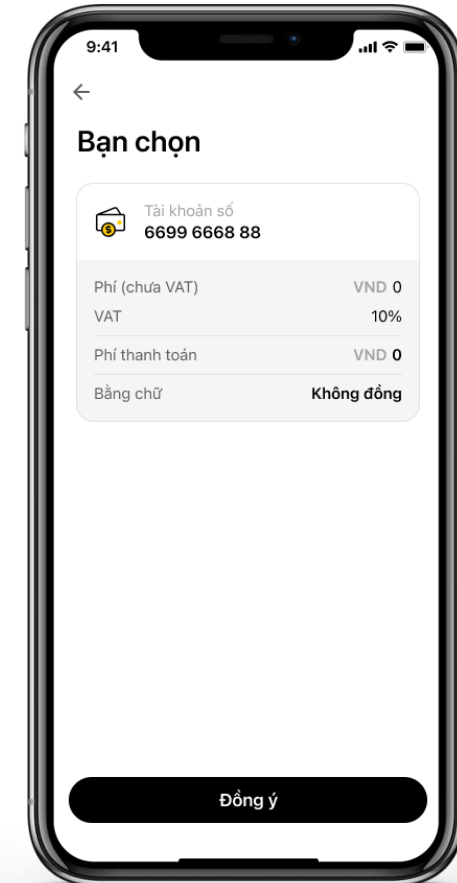 9:41
Bạn chọn
Tài khoản số
6699 6668 88
Phí (chưa VAT) VND 0
VAT 10%
Phí thanh toán VND 0
Bằng chữ Không đồng
Đồng ý